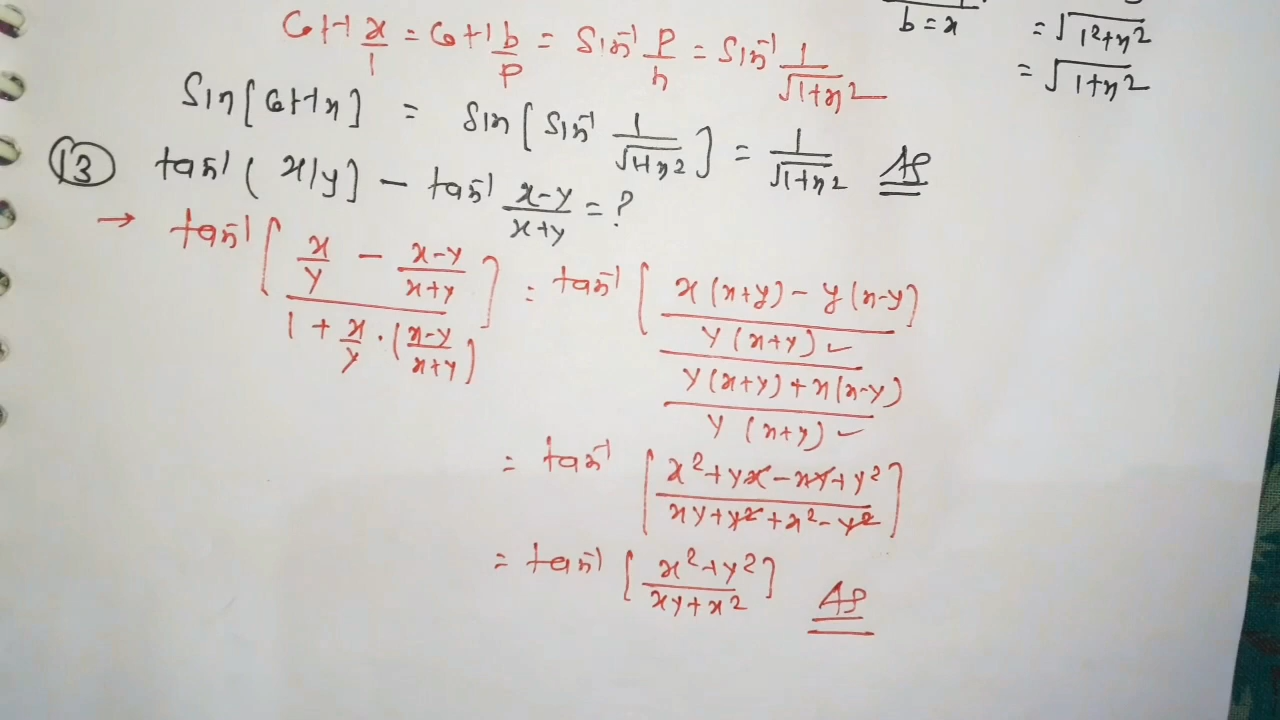 b = x
= √1²+x²
= √1+x²
Cot⁻¹ x/1 = Cot⁻¹ b/p = Sin⁻¹ p/h = Sin⁻¹ 1/√1+x²
Sin[Cot⁻¹x] = Sin[Sin⁻¹ 1/√1+x²] = 1/√1+x² As
(13) tan⁻¹(x/y] - tan⁻¹ x-y/x+y = ?
→ tan⁻¹[x/y - x-y/x+y / 1 + x/y . (x-y/x+y)] = tan⁻¹[x(x+y) - y(x-y) / y(x+y) ✓ / y(x+y) + x(x-y) / y(x+y) ✓
= tan⁻¹[x²+yx-xy+y² / xy+y²+x²-y²]
= tan⁻¹[x²+y² / xy+x²] As